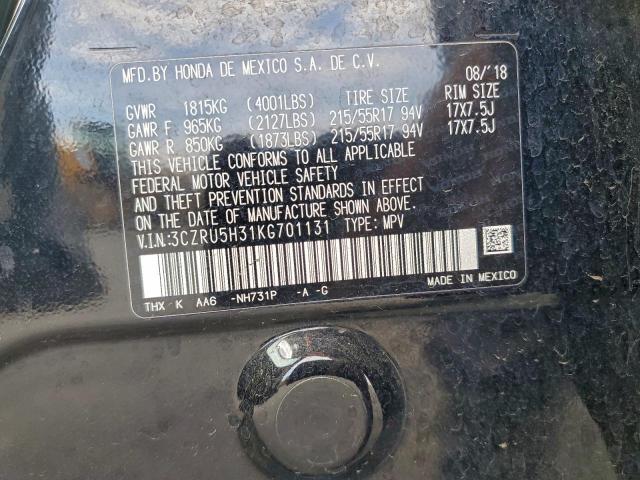 MFD.BY HONDA DE MEXICO S.A. DE C.V. 08/'18
GVWR 1815KG (4001LBS) TIRE SIZE RIM SIZE
GAWR F 965KG (2127LBS) 215/55R17 94V 17X7.5J
GAWR R 850KG (1873LBS) 215/55R17 94V 17X7.5J
THIS VEHICLE CONFORMS TO ALL APPLICABLE
FEDERAL MOTOR VEHICLE SAFETY
AND THEFT PREVENTION STANDARDS IN EFFECT
ON THE DATE OF MANUFACTURE SHOWN ABOVE.
V.I.N.:3CZRU5H31KG701131 TYPE: MPV
THX K AA6 -NH731P -A -G MADE IN MEXICO